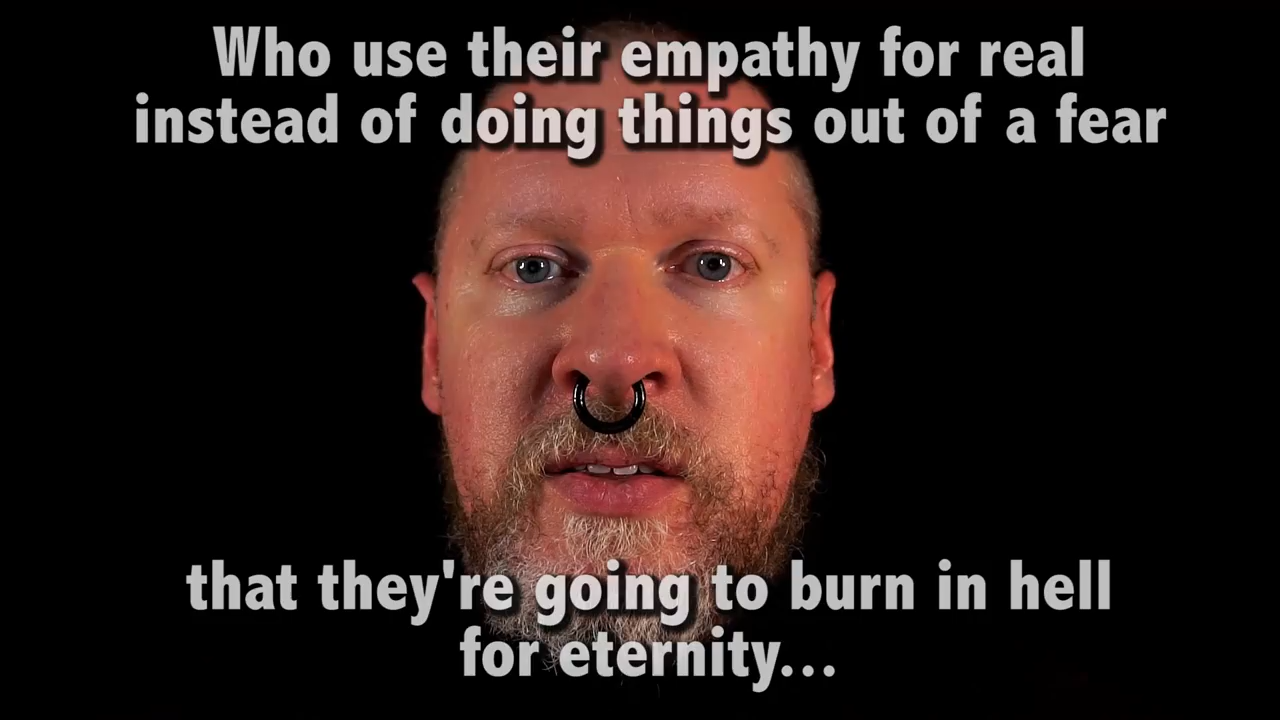 Who use their empathy for real
instead of doing things out of a fear
that they're going to burn in hell
for eternity...